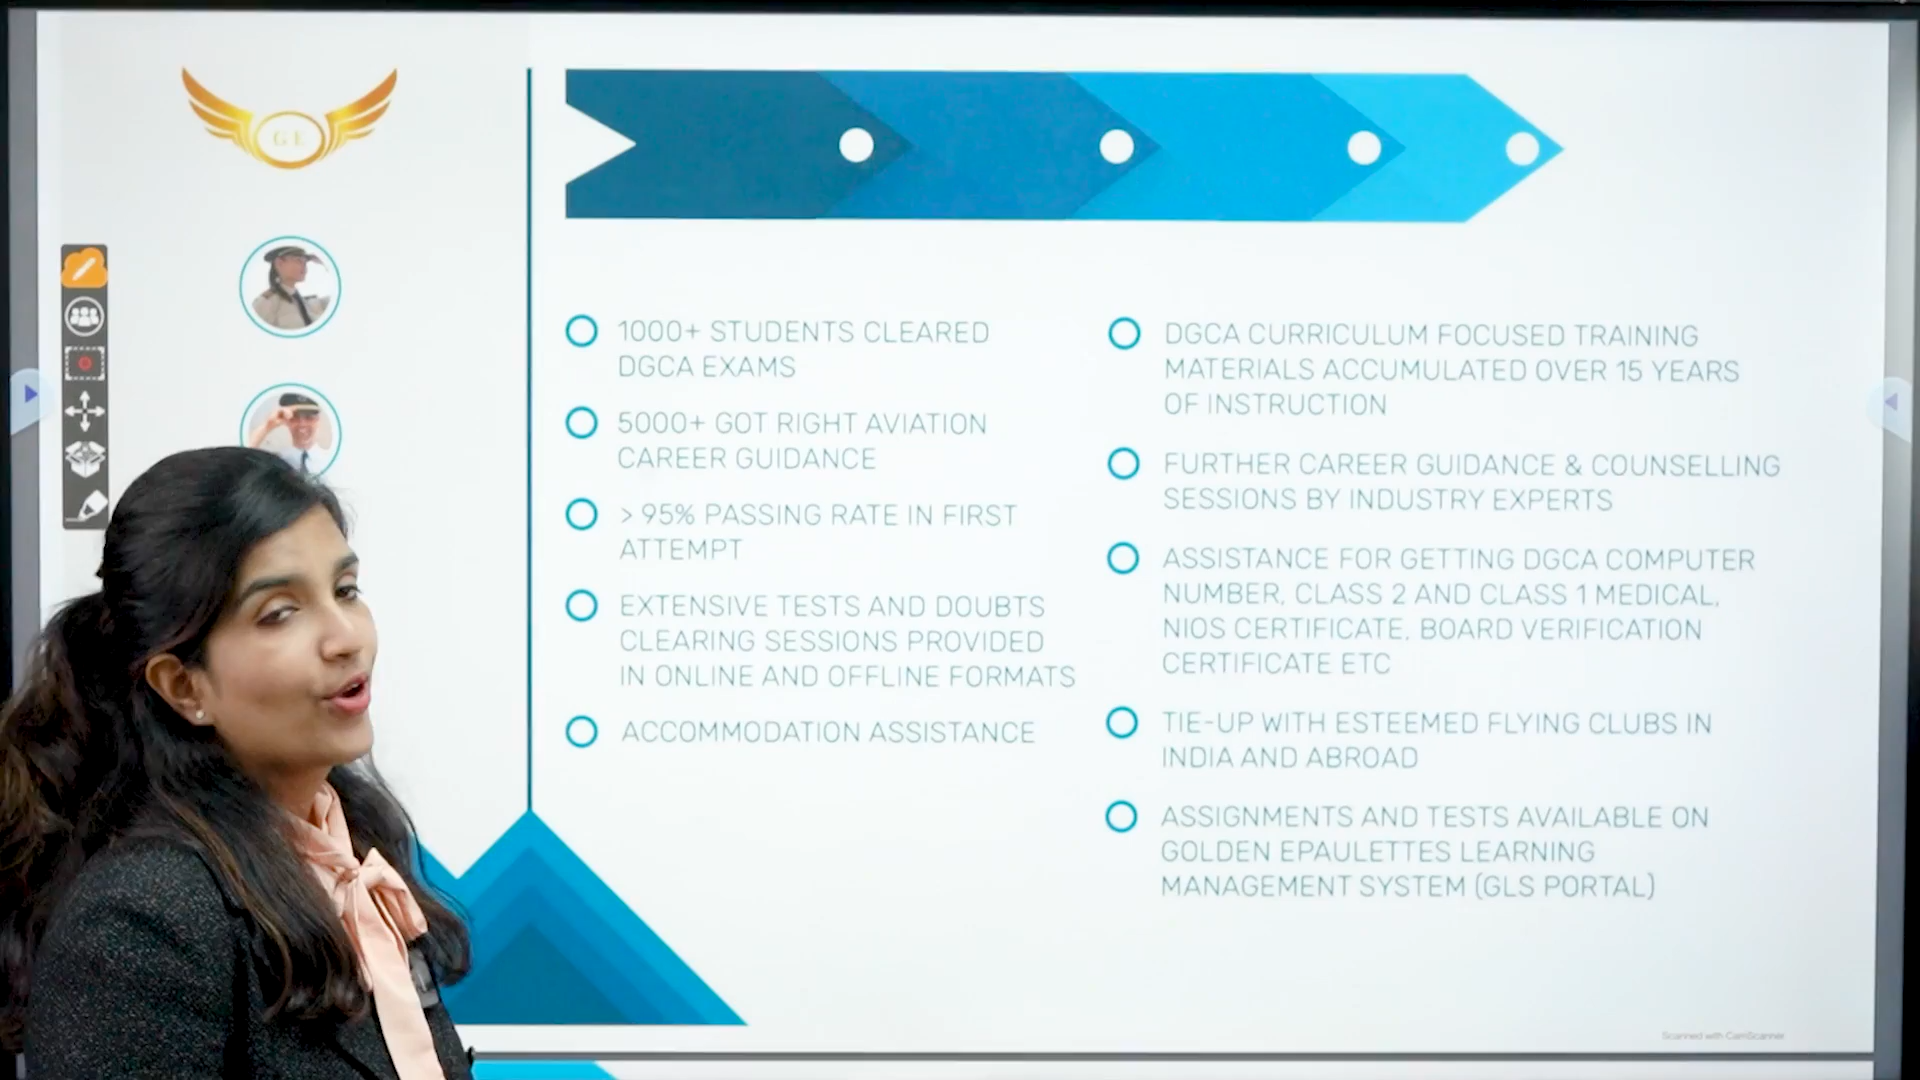 GE
1000+ STUDENTS CLEARED
DGCA EXAMS
5000+ GOT RIGHT AVIATION
CAREER GUIDANCE
> 95% PASSING RATE IN FIRST
ATTEMPT
EXTENSIVE TESTS AND DOUBTS
CLEARING SESSIONS PROVIDED
IN ONLINE AND OFFLINE FORMATS
ACCOMMODATION ASSISTANCE
DGCA CURRICULUM FOCUSED TRAINING
MATERIALS ACCUMULATED OVER 15 YEARS
OF INSTRUCTION
FURTHER CAREER GUIDANCE & COUNSELLING
SESSIONS BY INDUSTRY EXPERTS
ASSISTANCE FOR GETTING DGCA COMPUTER
NUMBER, CLASS 2 AND CLASS 1 MEDICAL,
NIOS CERTIFICATE, BOARD VERIFICATION
CERTIFICATE ETC
TIE-UP WITH ESTEEMED FLYING CLUBS IN
INDIA AND ABROAD
ASSIGNMENTS AND TESTS AVAILABLE ON
GOLDEN EPAULETTES LEARNING
MANAGEMENT SYSTEM (GLS PORTAL)
Scanned with CamScanner